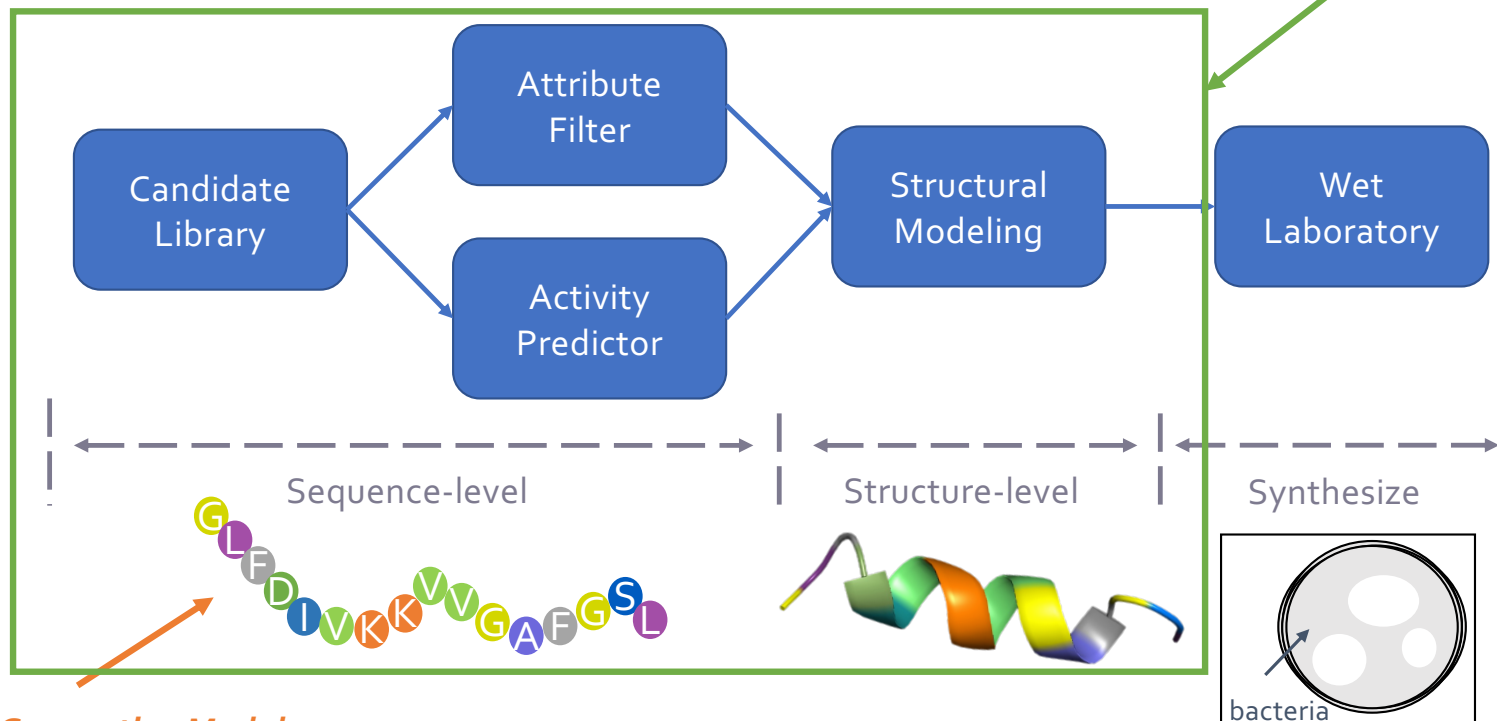 Attribute
Filter
Candidate
Library
Structural
Modeling
Wet
Laboratory
Activity
Predictor
Sequence-level
Structure-level
Synthesize
G L F D I V K K V V G A F G S L
bacteria